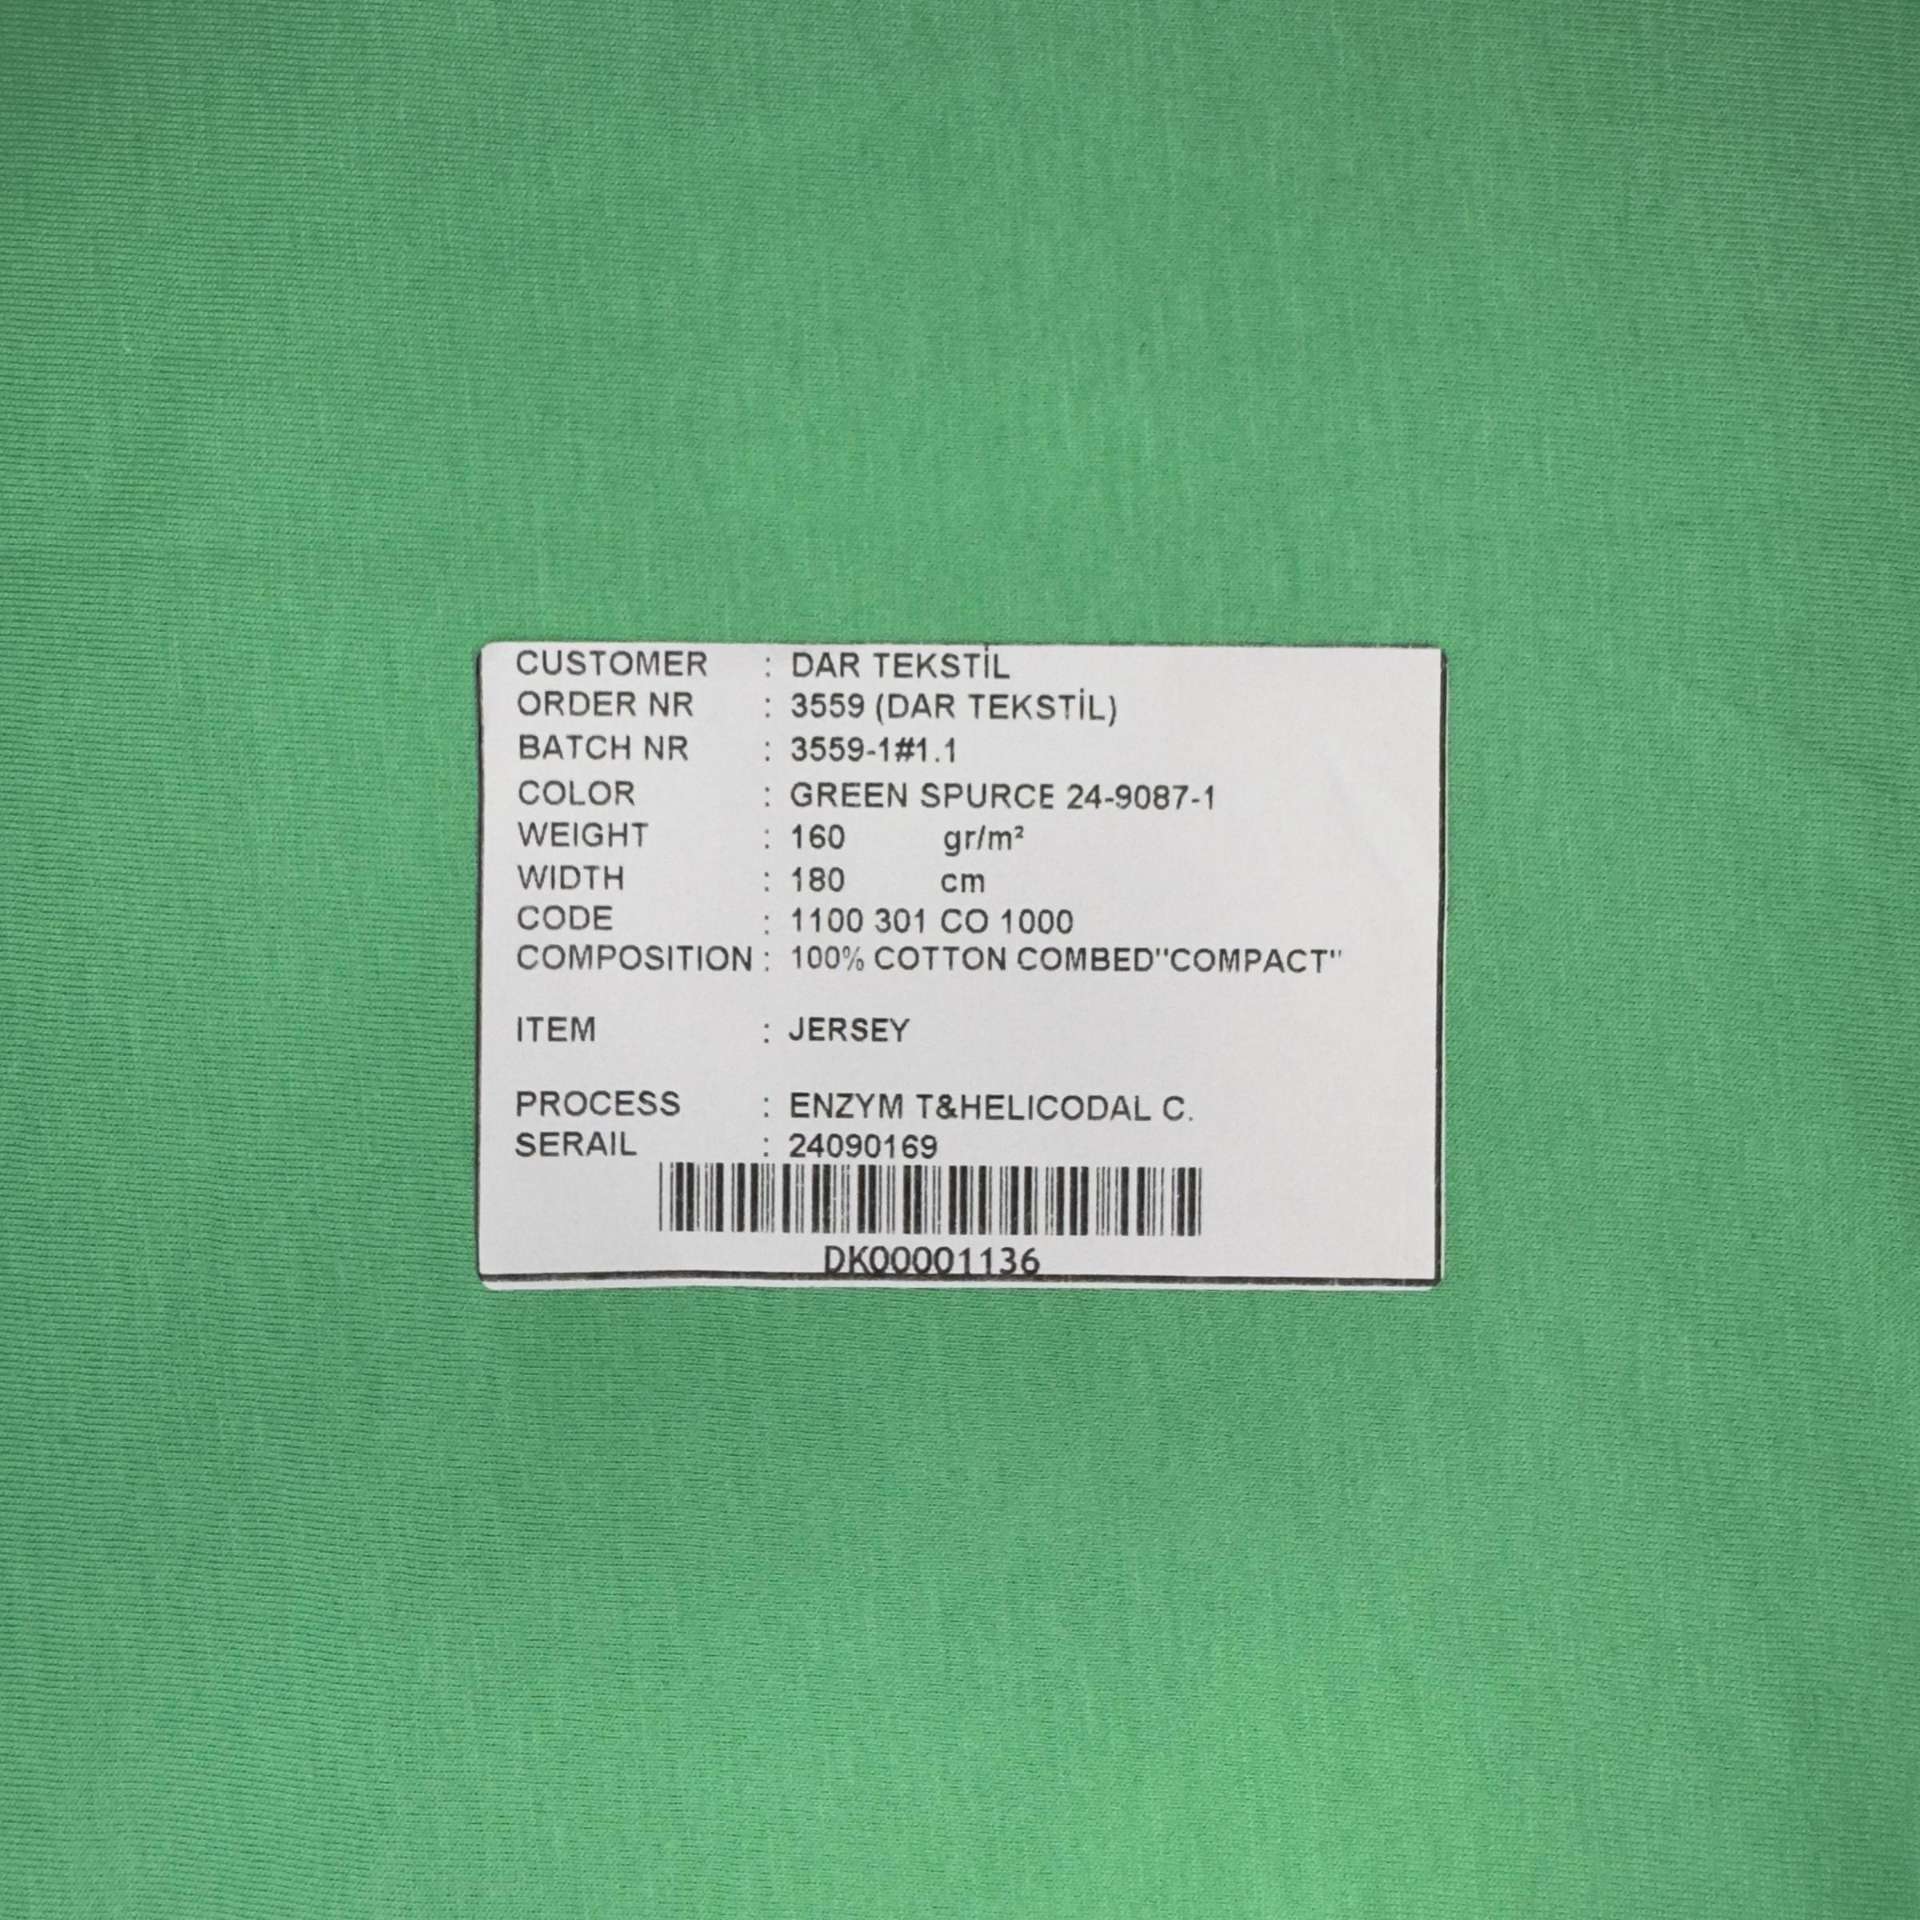 CUSTOMER : DAR TEKSTİL
ORDER NR : 3559 (DAR TEKSTİL)
BATCH NR : 3559-1#1.1
COLOR : GREEN SPURCE 24-9087-1
WEIGHT : 160 gr/m²
WIDTH : 180 cm
CODE : 1100 301 CO 1000
COMPOSITION : 100% COTTON COMBED"COMPACT"
ITEM : JERSEY
PROCESS : ENZYM T&HELICODAL C.
SERAIL : 24090169
DK00001136